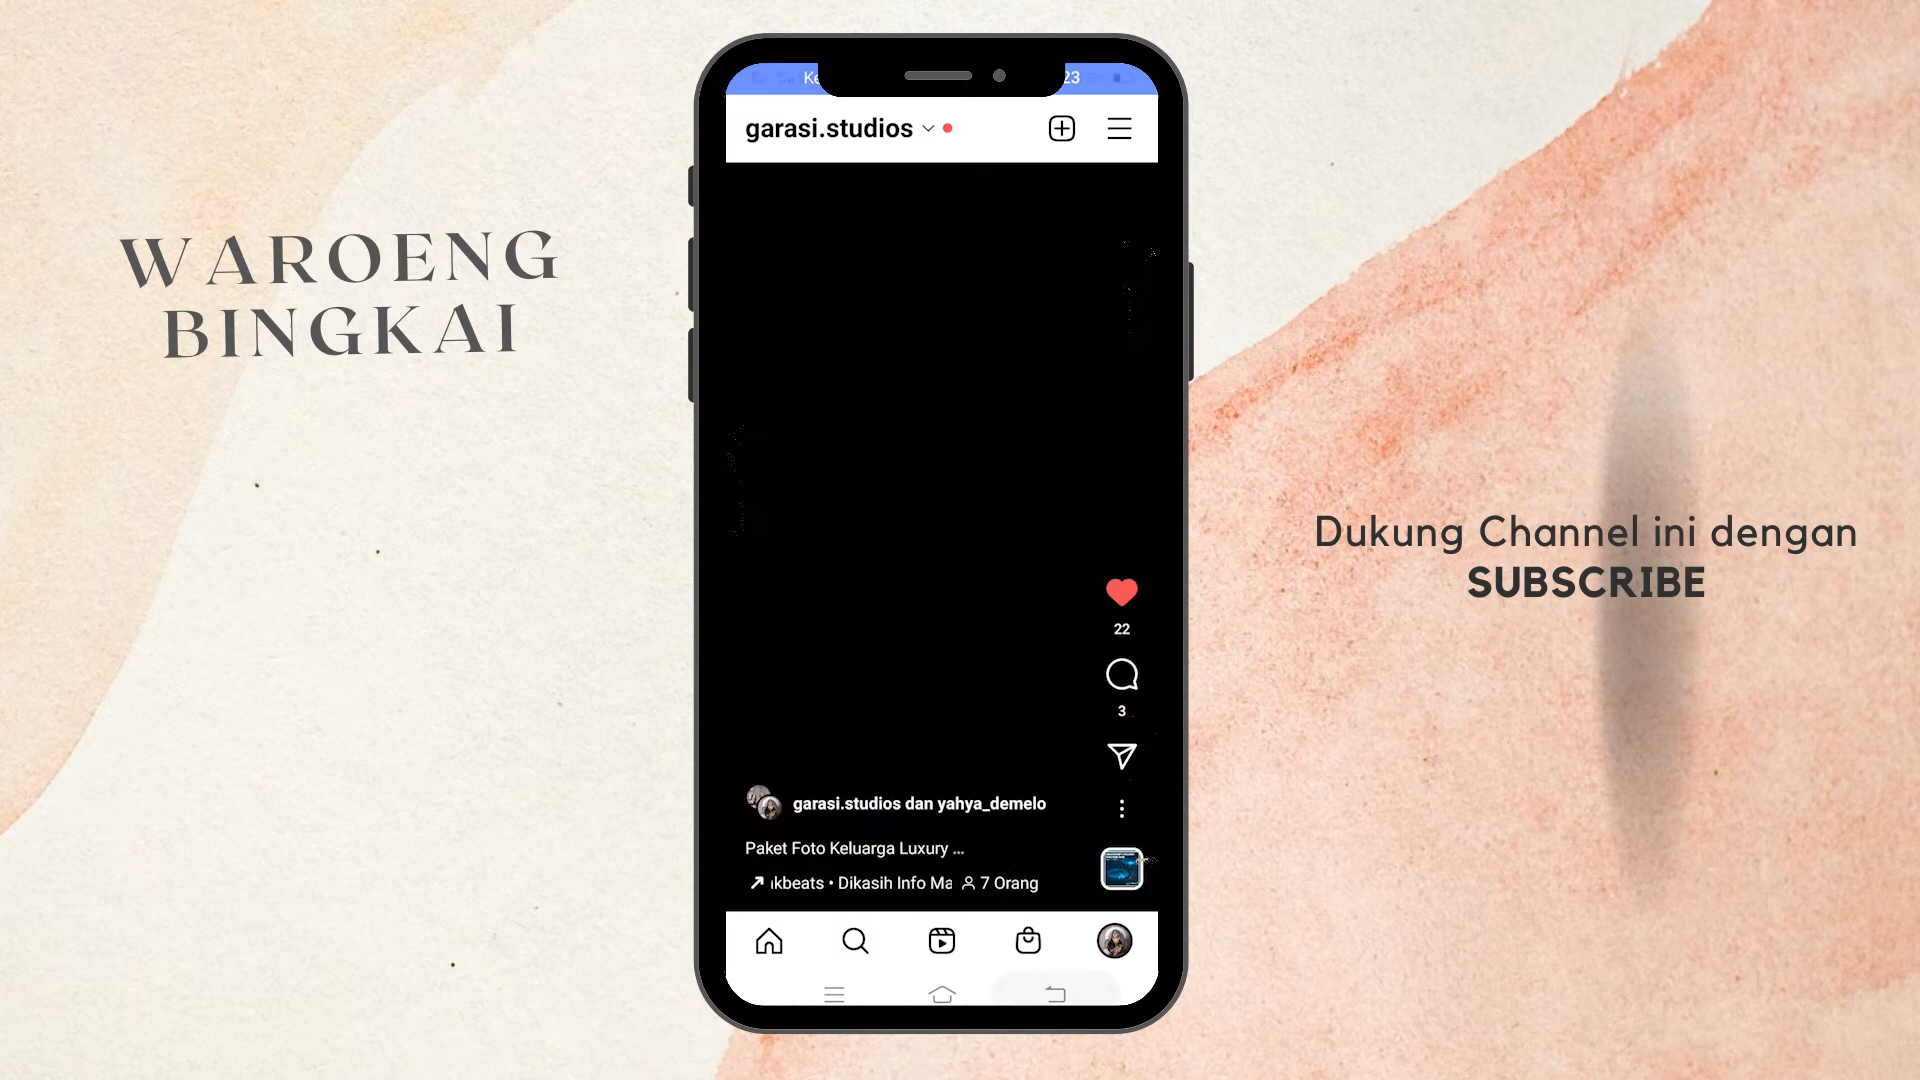 WAROENG
BINGKAI
garasi.studios
22
3
garasi.studios dan yahya_demelo
Paket Foto Keluarga Luxury ...
kbeats • Dikasih Info Ma 7 Orang
Dukung Channel ini dengan
SUBSCRIBE